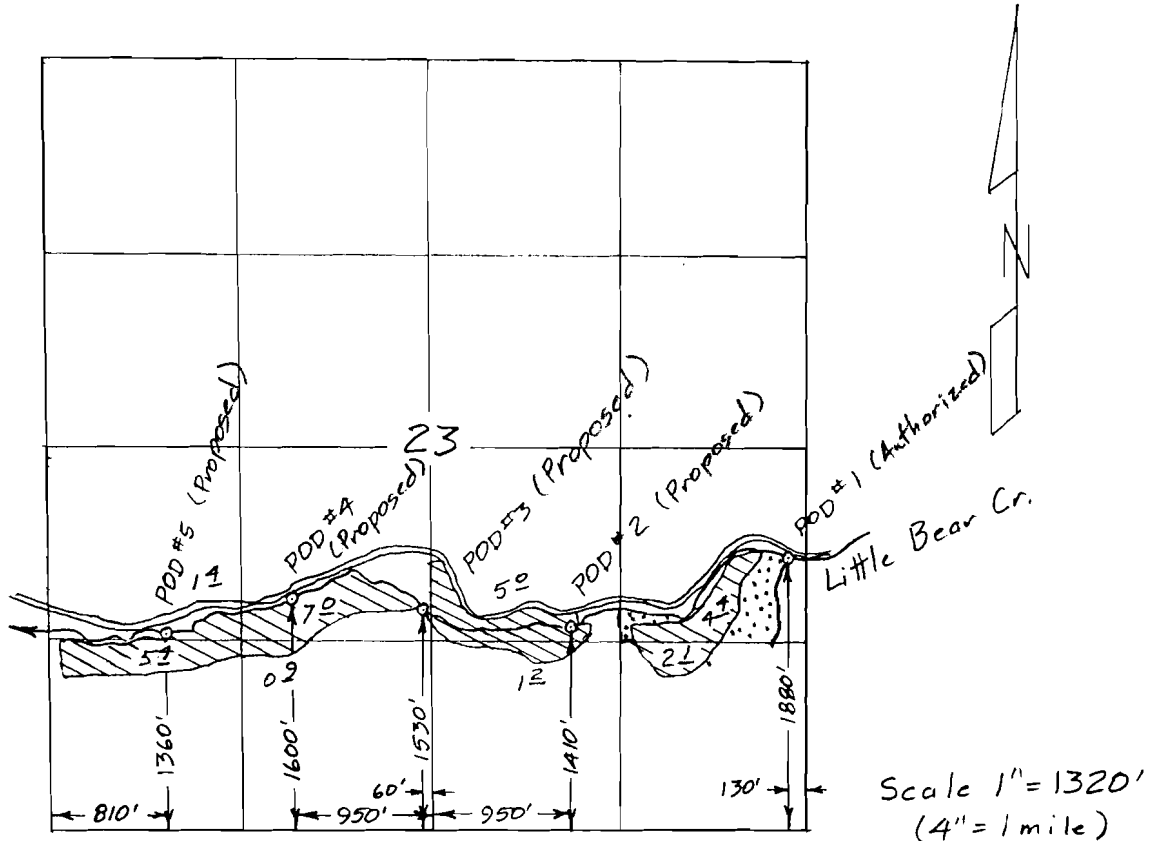 N
23
POD #5 (Proposed)
POD #4
(Proposed)
POD #3 (Proposed)
POD # 2 (Proposed)
POD #1 (Authorized)
Little Bear Cr.
1 4
7 0
5 0
4 4
5 4
0 9
1 2
2 1
1360'
1600'
1530'
1410'
1880'
810'
950'
60'
950'
130'
Scale 1" = 1320'
(4" = 1 mile)